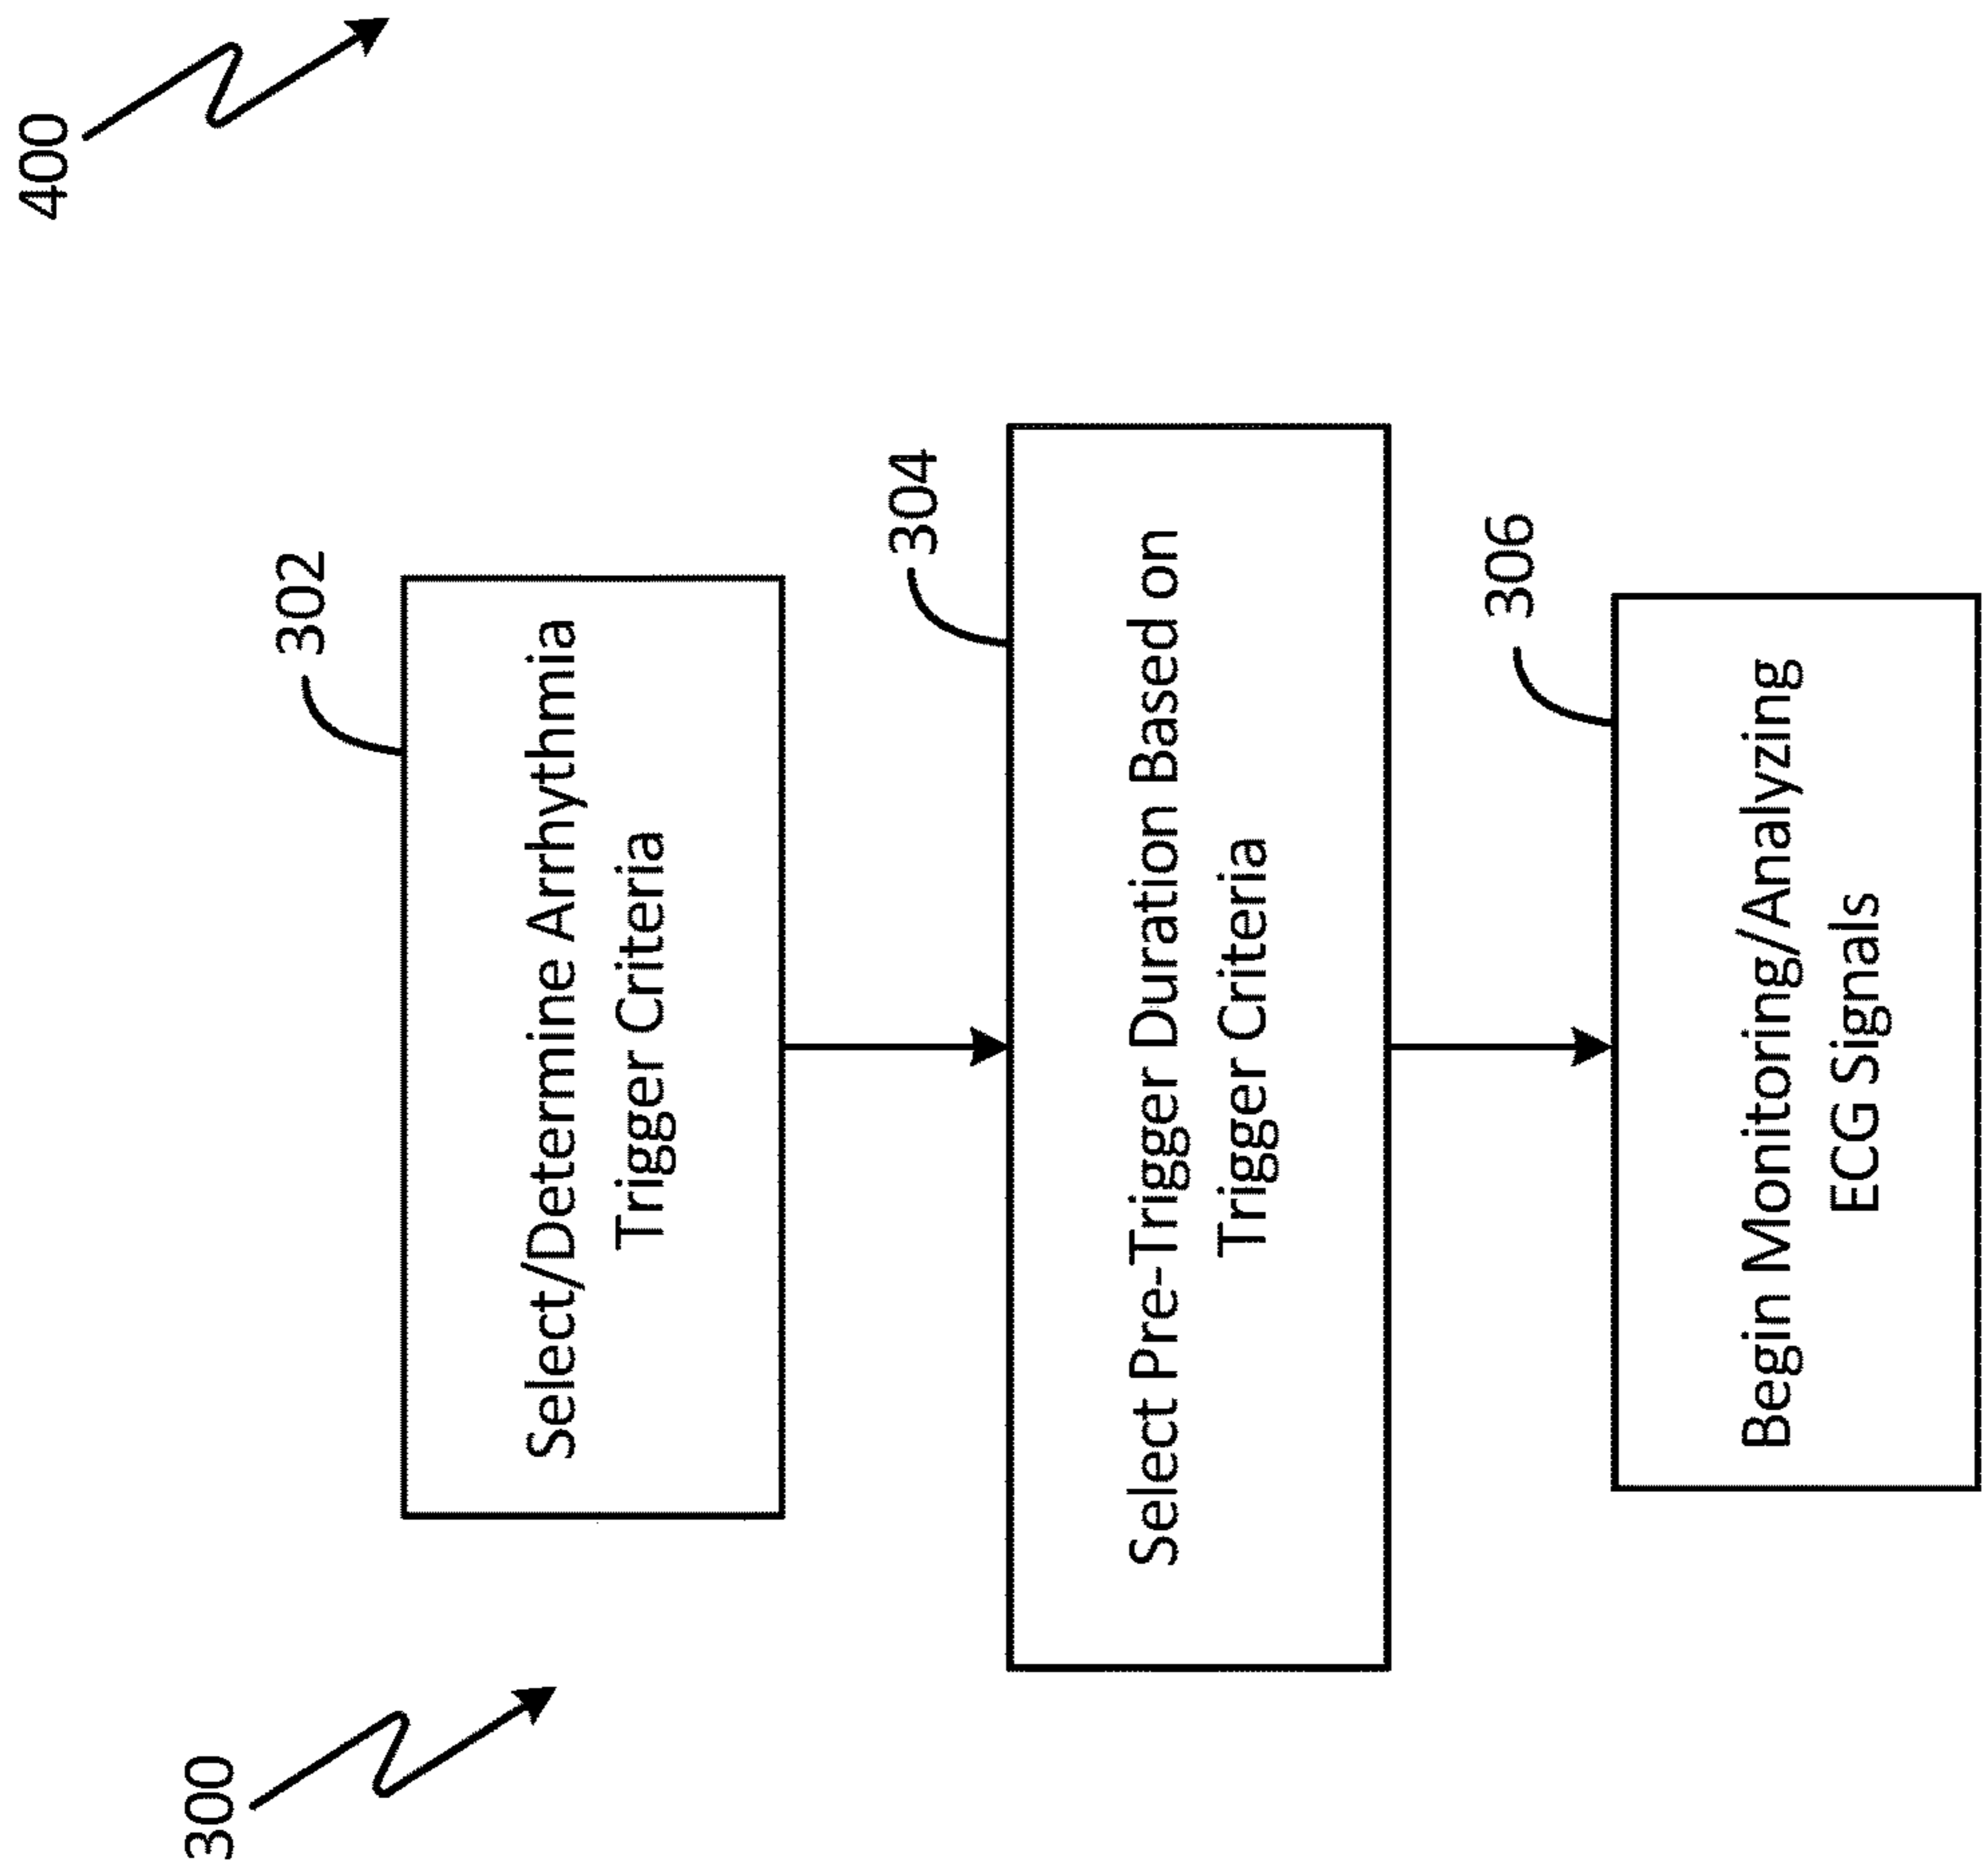 300
400
302
Select/Determine Arrhythmia
Trigger Criteria
304
Select Pre-Trigger Duration Based on
Trigger Criteria
306
Begin Monitoring/Analyzing
ECG Signals